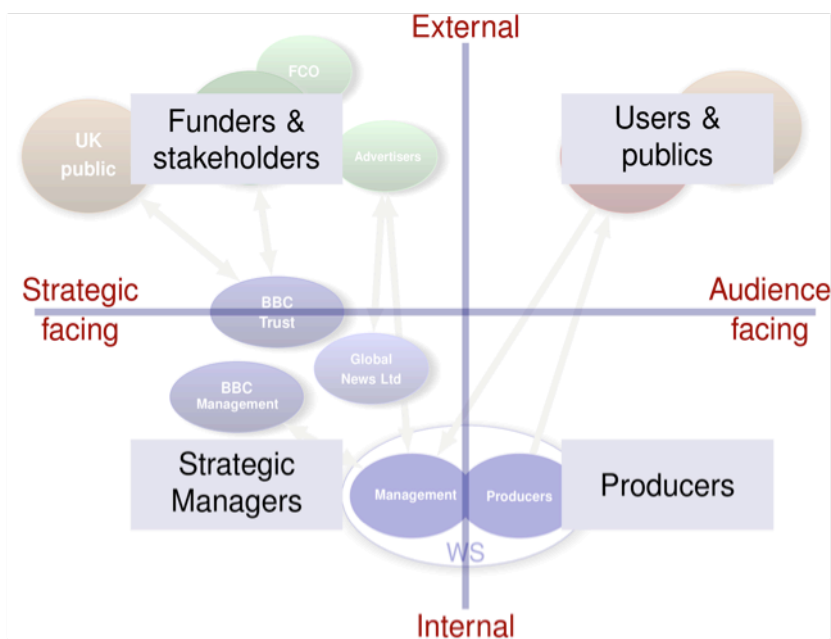 External
FCO
Funders &
stakeholders
Users &
publics
UK
public
Advertisers
Strategic
facing
Audience
facing
BBC
Trust
Global
News Ltd
BBC
Management
Strategic
Managers
Management
Producers
Producers
WS
Internal